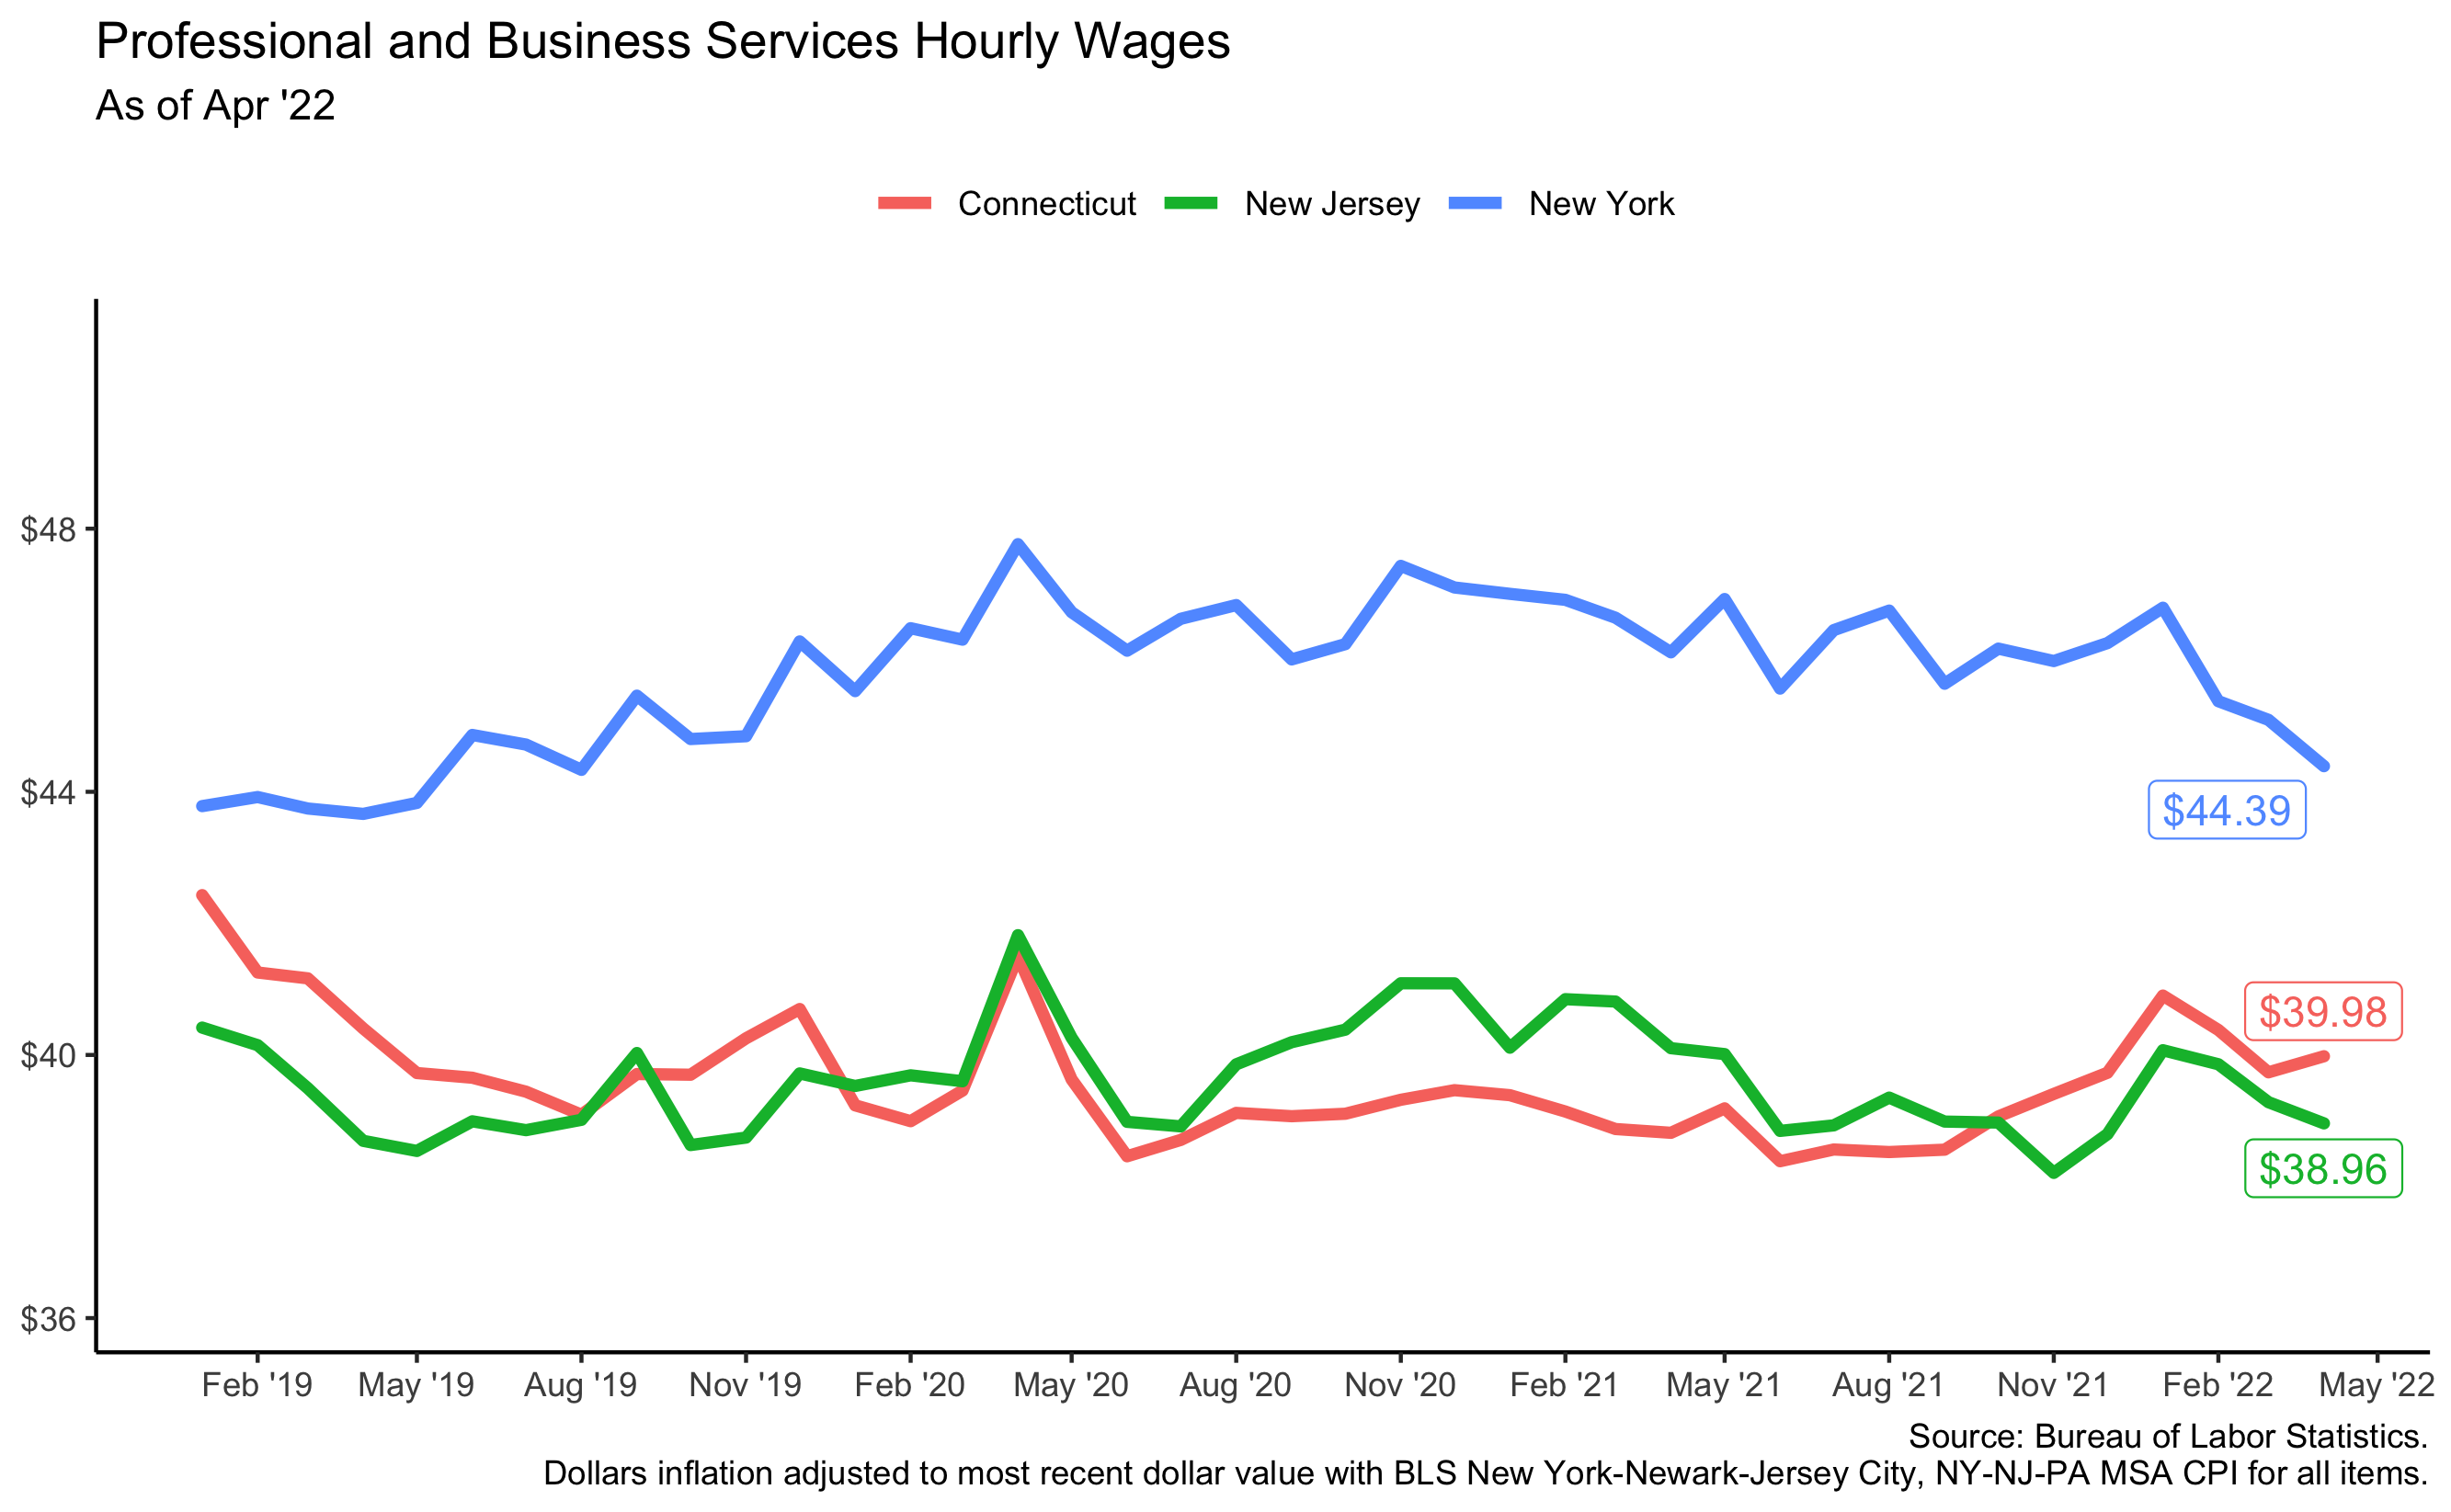 Professional and Business Services Hourly Wages
As of Apr '22
Connecticut New Jersey New York
$48
$44
$40
$36
$44.39
$39.98
$38.96
Feb '19 May '19 Aug '19 Nov '19 Feb '20 May '20 Aug '20 Nov '20 Feb '21 May '21 Aug '21 Nov '21 Feb '22 May '22
Source: Bureau of Labor Statistics.
Dollars inflation adjusted to most recent dollar value with BLS New York-Newark-Jersey City, NY-NJ-PA MSA CPI for all items.